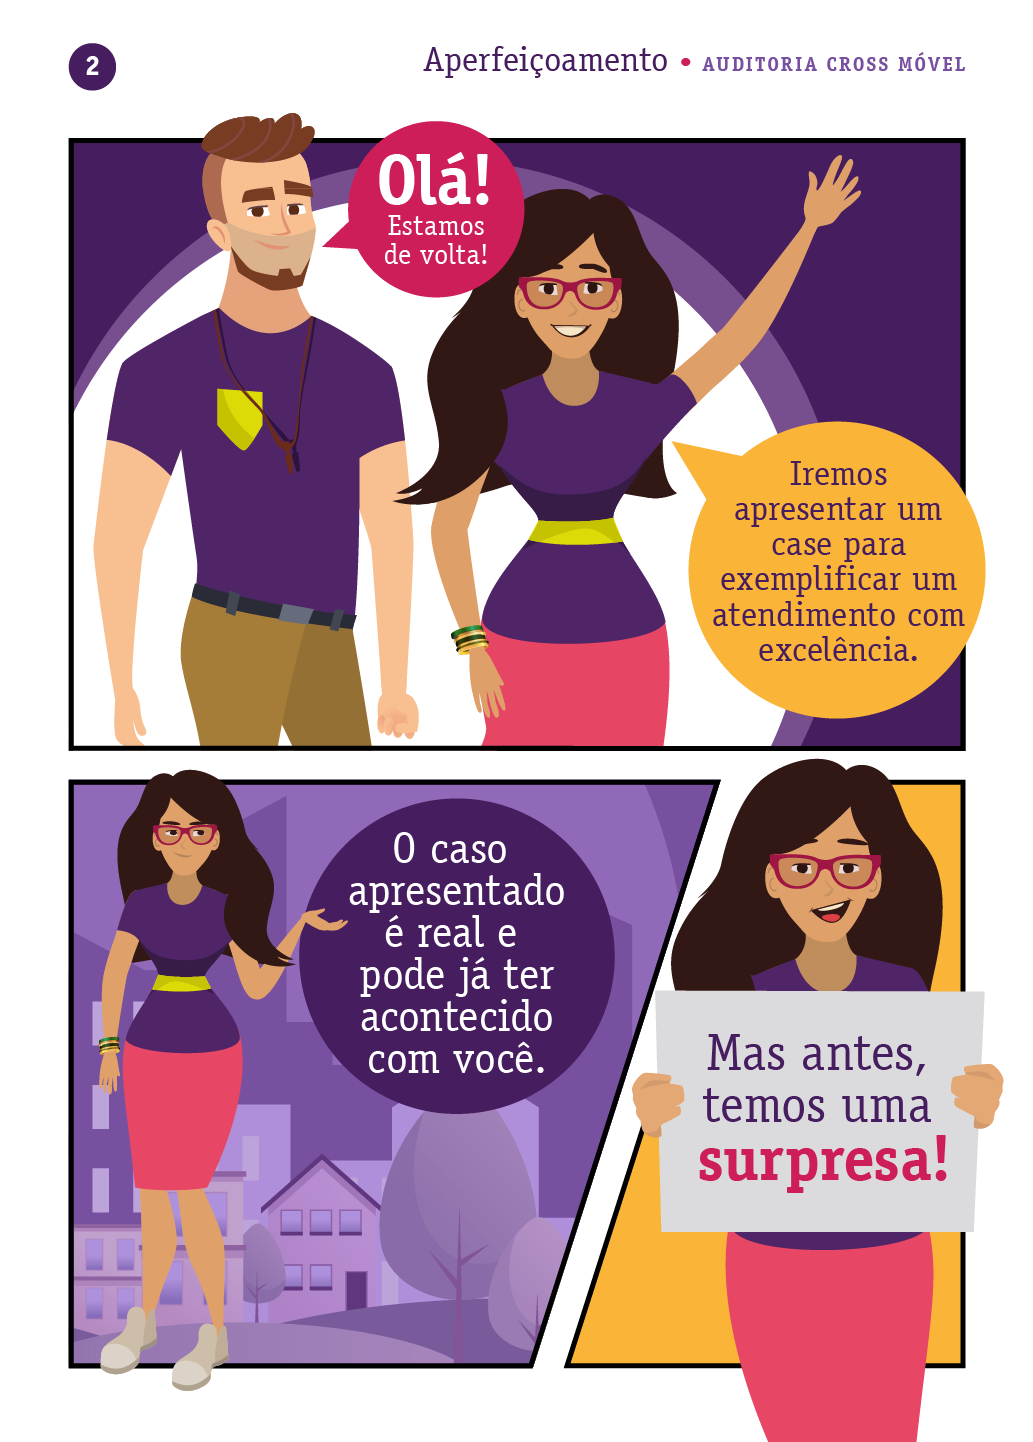 2
Aperfeiçoamento • AUDITORIA CROSS MÓVEL
Olá!
Estamos
de volta!
Iremos
apresentar um
case para
exemplificar um
atendimento com
excelência.
O caso
apresentado
é real e
pode já ter
acontecido
com você.
Mas antes,
temos uma
surpresa!